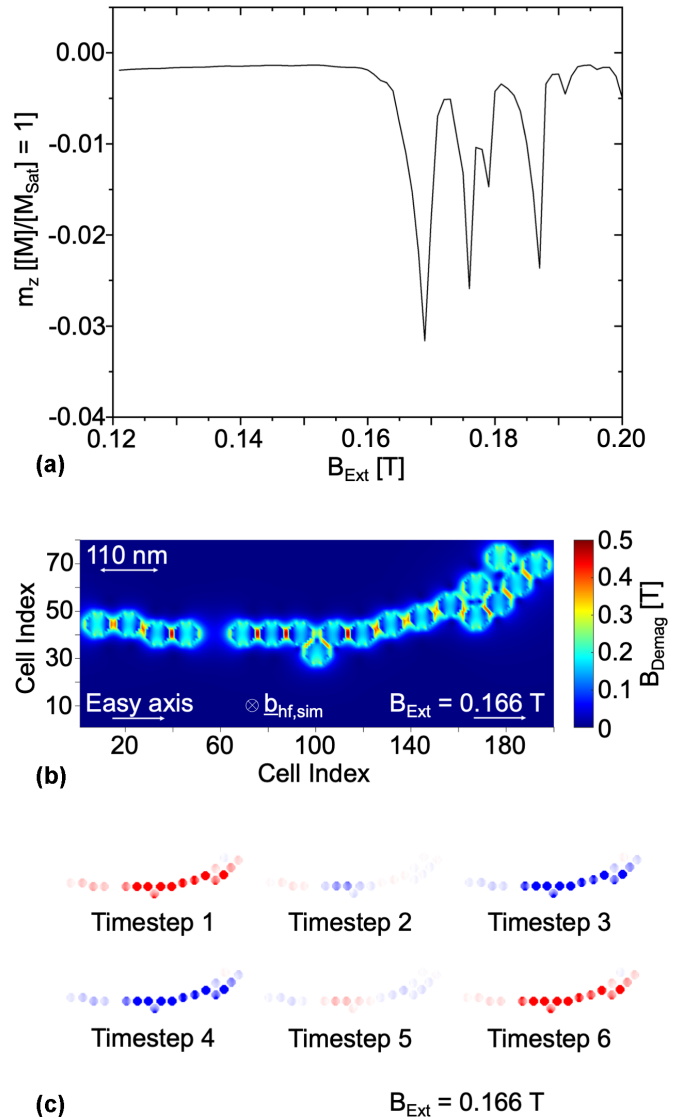 0.00
-0.01
-0.02
-0.03
-0.04
m_z [[M]/[M_Sat] = 1]
0.12 0.14 0.16 0.18 0.20
(a) B_Ext [T]
70
50
30
10
Cell Index
110 nm
Easy axis ⊗ b_hf,sim B_Ext = 0.166 T
20 60 100 140 180
Cell Index
0.5
0.4
0.3
0.2
0.1
0
B_Demag [T]
(b)
Timestep 1 Timestep 2 Timestep 3
Timestep 4 Timestep 5 Timestep 6
(c) B_Ext = 0.166 T